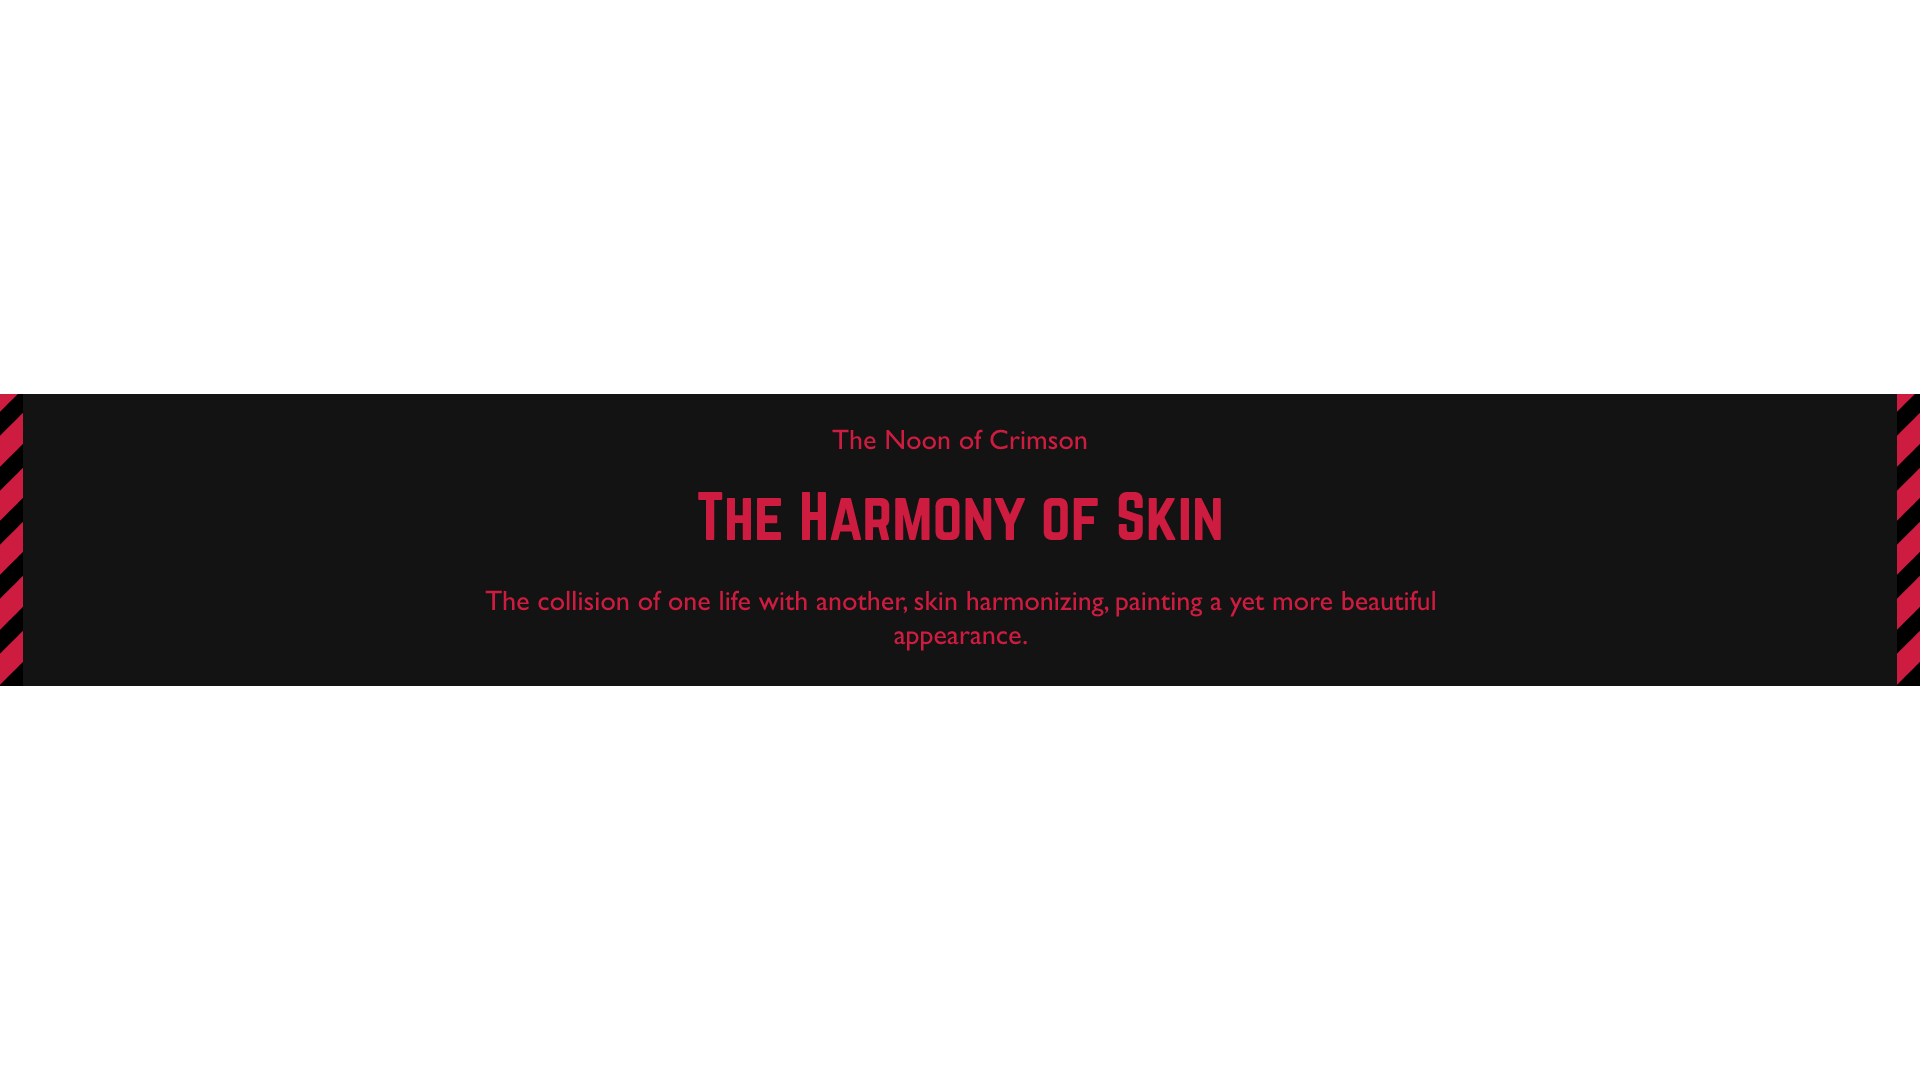 The Noon of Crimson
The Harmony of Skin
The collision of one life with another, skin harmonizing, painting a yet more beautiful
appearance.